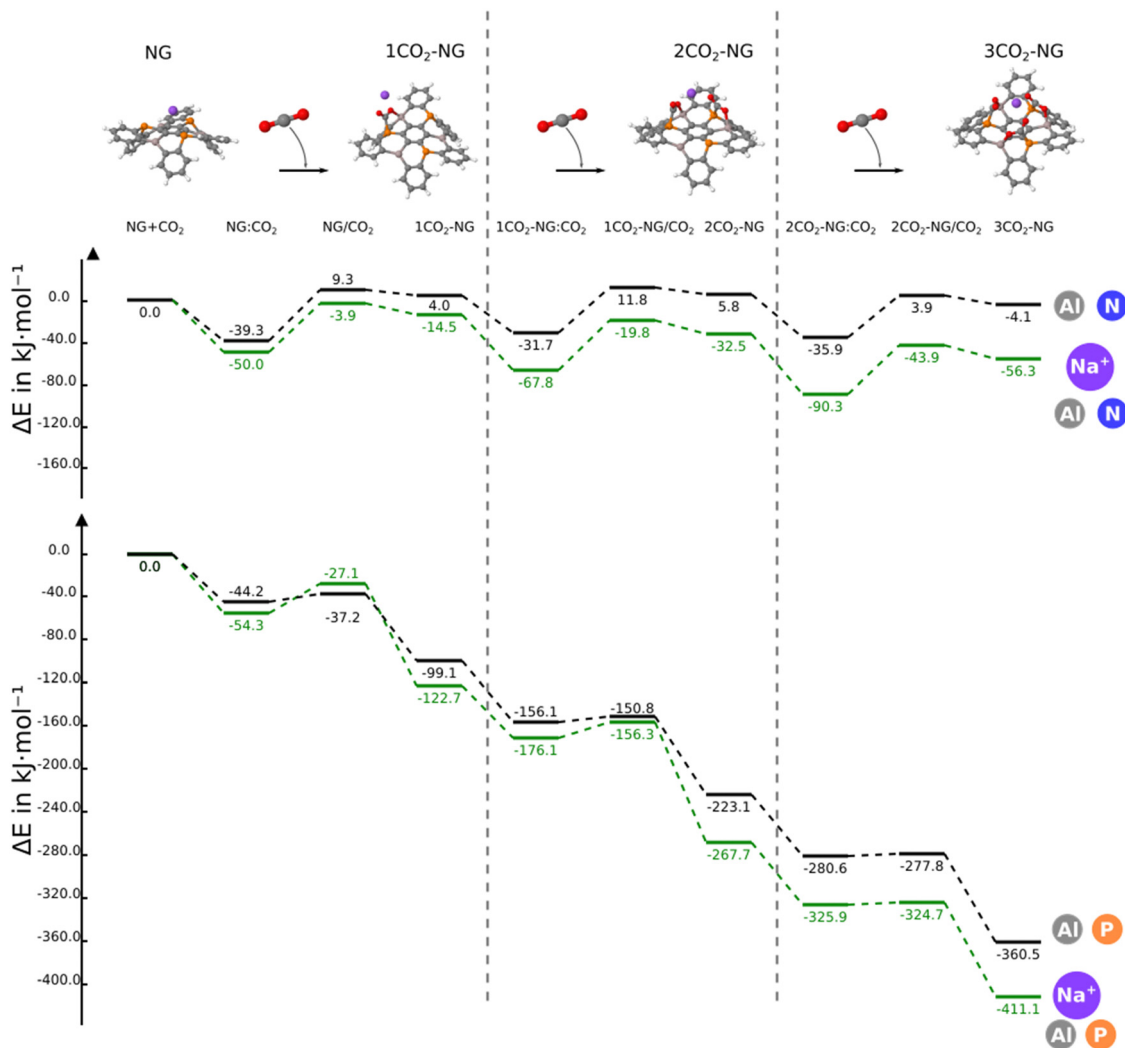 NG 1CO₂-NG 2CO₂-NG 3CO₂-NG
NG+CO₂ NG:CO₂ NG/CO₂ 1CO₂-NG 1CO₂-NG:CO₂ 1CO₂-NG/CO₂ 2CO₂-NG 2CO₂-NG:CO₂ 2CO₂-NG/CO₂ 3CO₂-NG
ΔE in kJ·mol⁻¹
0.0
-40.0
-80.0
-120.0
-160.0
0.0 -39.3 9.3 4.0 -31.7 11.8 5.8 -35.9 3.9 -4.1
Al N
-50.0 -3.9 -14.5 -67.8 -19.8 -32.5 -90.3 -43.9 -56.3
Na⁺
Al N
ΔE in kJ·mol⁻¹
0.0
-40.0
-80.0
-120.0
-160.0
-200.0
-240.0
-280.0
-320.0
-360.0
-400.0
0.0 -44.2 -37.2 -99.1 -156.1 -150.8 -223.1 -280.6 -277.8 -360.5
Al P
-54.3 -27.1 -122.7 -176.1 -156.3 -267.7 -325.9 -324.7 -411.1
Na⁺
Al P